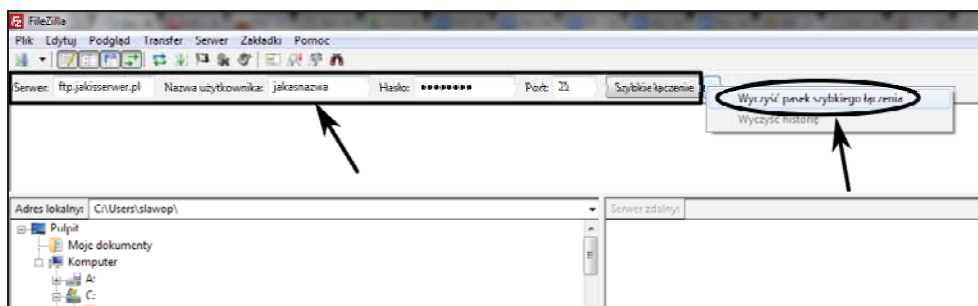 FileZilla
Plik Edytuj Podgląd Transfer Serwer Zakładki Pomoc
Serwer: ftp.jakisserwer.pl Nazwa użytkownika: jakasnazwa Hasło: ●●●●●●●● Port: 21 Szybkie łączenie
Wyczyść pasek szybkiego łączenia
Wyczyść historię
Adres lokalny: C:\Users\slawop\ Serwer zdalny:
Pulpit
Moje dokumenty
Komputer
A:
C: